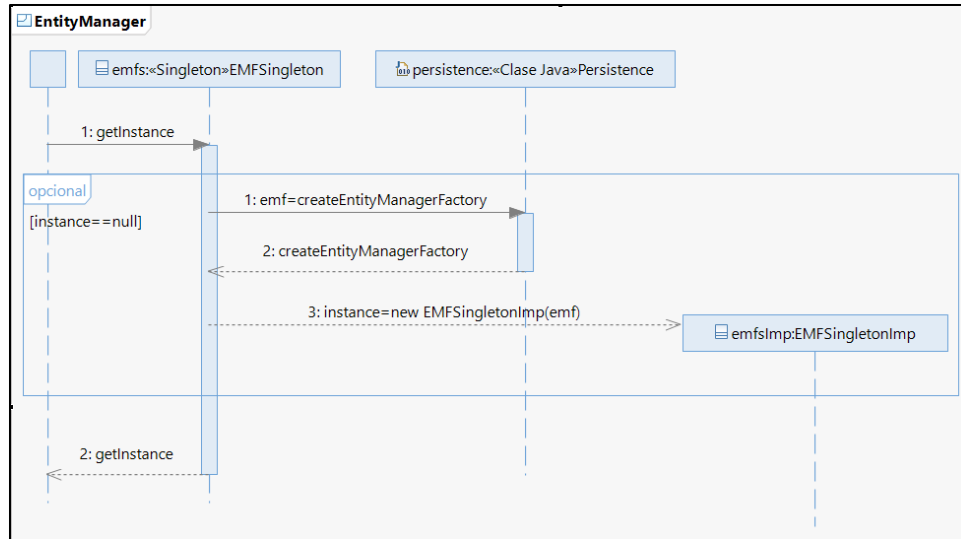 EntityManager
emfs:«Singleton»EMFSingleton
persistence:«Clase Java»Persistence
1: getInstance
opcional
[instance==null]
1: emf=createEntityManagerFactory
2: createEntityManagerFactory
3: instance=new EMFSingletonImp(emf)
emfsImp:EMFSingletonImp
2: getInstance